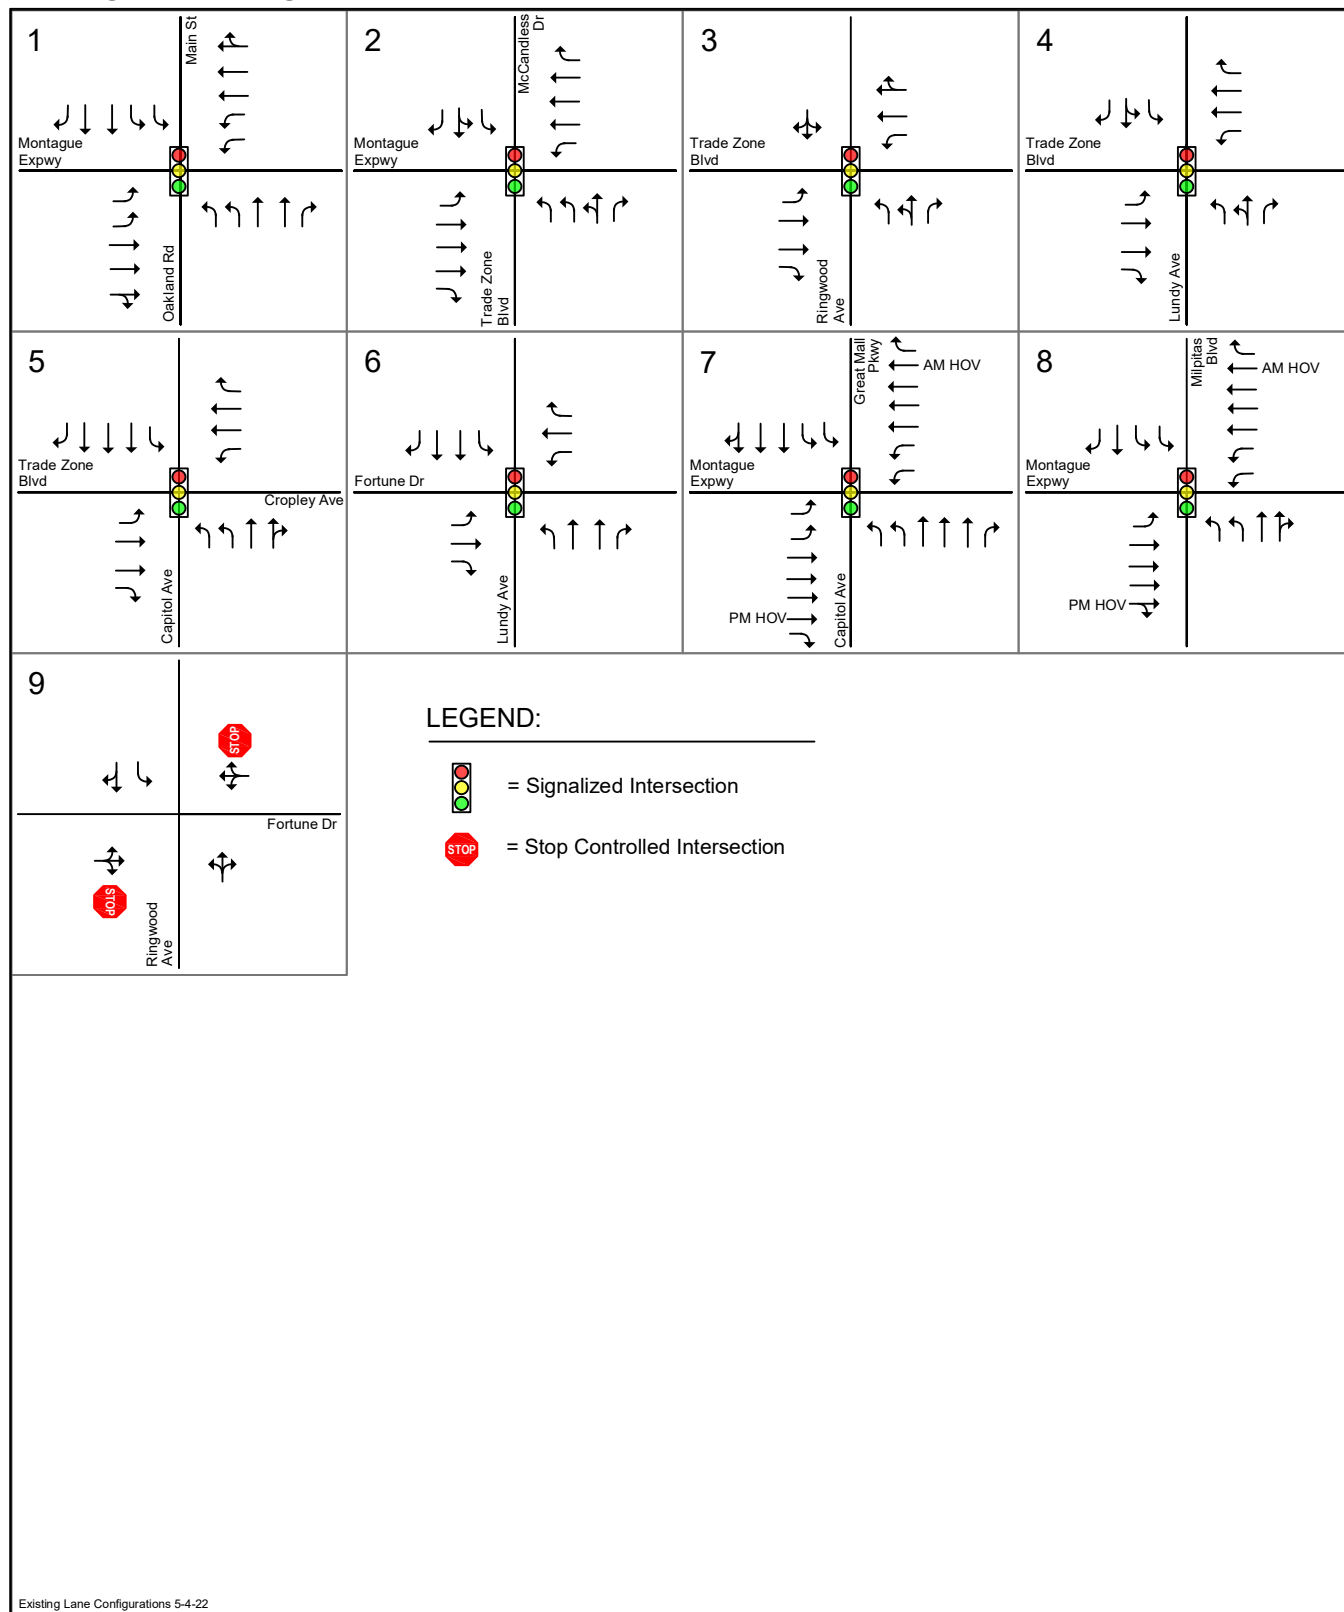 1
Main St
Montague
Expwy
Oakland Rd
2
McCandless
Dr
Montague
Expwy
Trade Zone
Blvd
3
Trade Zone
Blvd
Ringwood
Ave
4
Trade Zone
Blvd
Lundy Ave
5
Trade Zone
Blvd
Cropley Ave
Capitol Ave
6
Fortune Dr
Lundy Ave
7
Great Mall
Pkwy
AM HOV
Montague
Expwy
PM HOV
Capitol Ave
8
Milpitas
Blvd
AM HOV
Montague
Expwy
PM HOV
9
STOP
Fortune Dr
STOP
Ringwood
Ave
LEGEND:
= Signalized Intersection
STOP
= Stop Controlled Intersection
Existing Lane Configurations 5-4-22